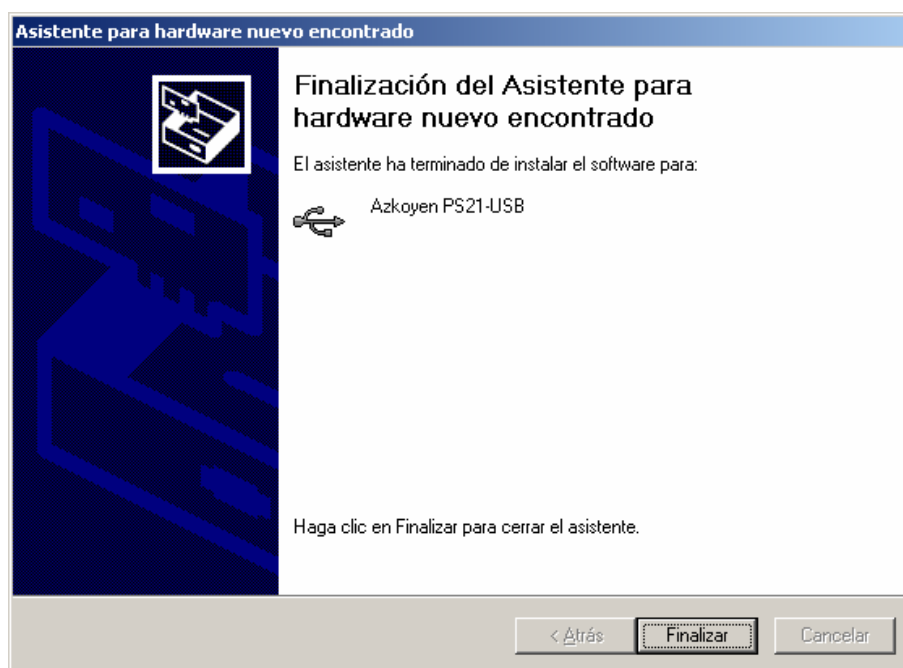 Asistente para hardware nuevo encontrado
Finalización del Asistente para
hardware nuevo encontrado
El asistente ha terminado de instalar el software para:
Azkoyen PS21-USB
Haga clic en Finalizar para cerrar el asistente.
< Atrás Finalizar Cancelar